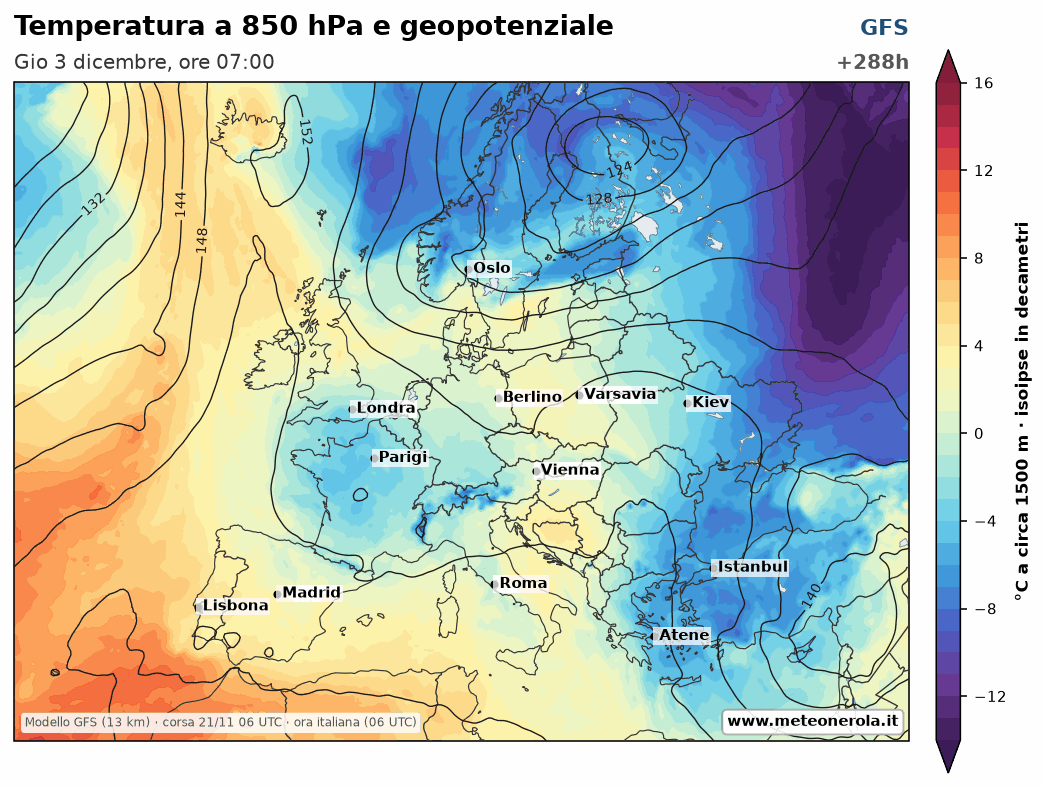 Temperatura a 850 hPa e geopotenziale
GFS
Gio 3 dicembre, ore 07:00
+288h
152
132
144
148
124
128
Oslo
Londra
Berlino
Varsavia
Kiev
Parigi
Vienna
Istanbul
Madrid
Roma
Lisbona
140
Atene
Modello GFS (13 km) · corsa 21/11 06 UTC · ora italiana (06 UTC)
www.meteonerola.it
16
12
8
4
0
−4
−8
−12
°C a circa 1500 m · isoipse in decametri